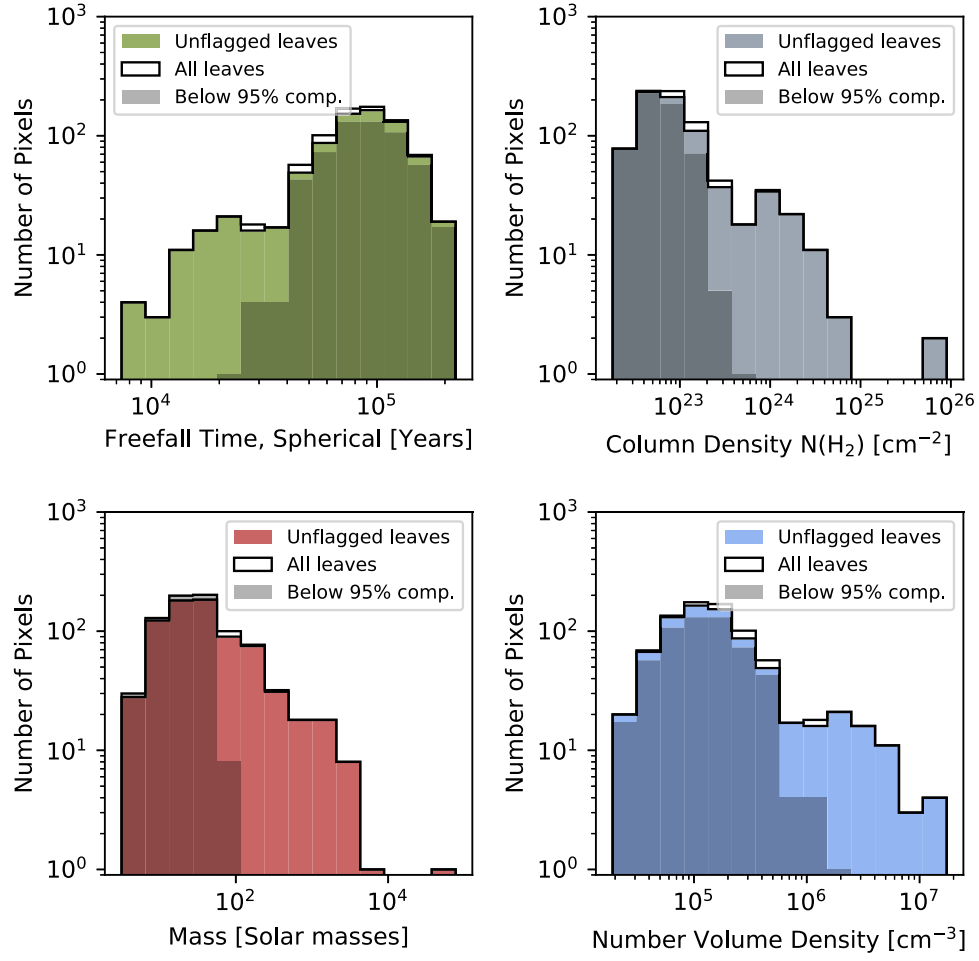 Number of Pixels
10³
10²
10¹
10⁰
Unflagged leaves
All leaves
Below 95% comp.
10⁴
10⁵
Freefall Time, Spherical [Years]
Number of Pixels
10³
10²
10¹
10⁰
Unflagged leaves
All leaves
Below 95% comp.
10²³
10²⁴
10²⁵
10²⁶
Column Density N(H₂) [cm⁻²]
Number of Pixels
10³
10²
10¹
10⁰
Unflagged leaves
All leaves
Below 95% comp.
10²
10⁴
Mass [Solar masses]
Number of Pixels
10³
10²
10¹
10⁰
Unflagged leaves
All leaves
Below 95% comp.
10⁵
10⁶
10⁷
Number Volume Density [cm⁻³]